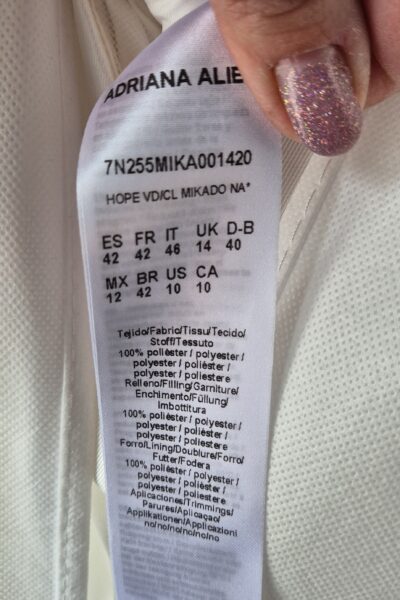 ADRIANA ALIE
7N255MIKA001420
HOPE VD/CL MIKADO NA*
ES FR IT UK D-B
42 42 46 14 40
MX BR US CA
12 42 10 10
Tejido/Fabric/Tissu/Tecido/
Stoff/Tessuto
100% poliéster / polyester /
polyester / poliéster /
polyester / poliestere
Relleno/Filling/Garniture/
Enchimento/Füllung/
Imbottitura
100% poliéster / polyester /
polyester / poliéster /
polyester / poliestere
Forro/Lining/Doublure/Forro/
Futter/Fodera
100% poliéster / polyester /
polyester / poliéster /
polyester / poliestere
Aplicaciones/Trimmings/
Parures/Aplicaçao/
Applikationen/Applicazioni
no/no/no/no/no/no